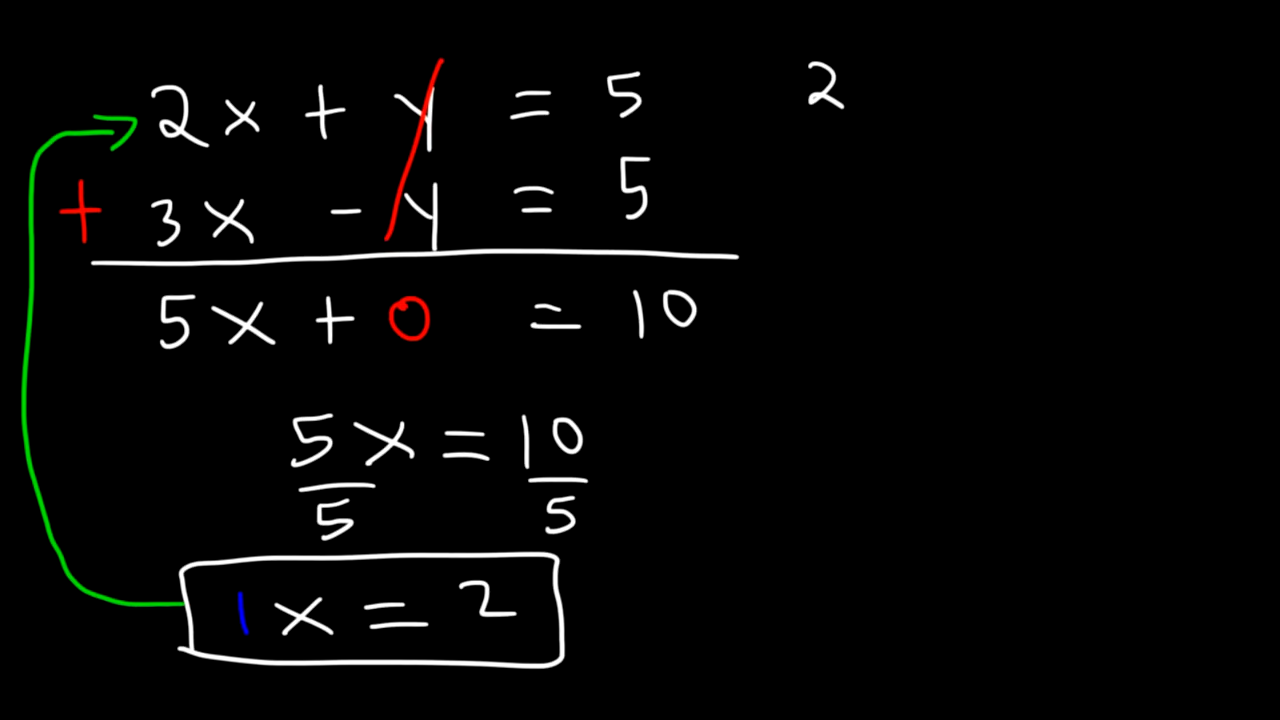 2x + y = 5 2
+ 3x - y = 5
5x + 0 = 10
5x = 10
5 5
1x = 2